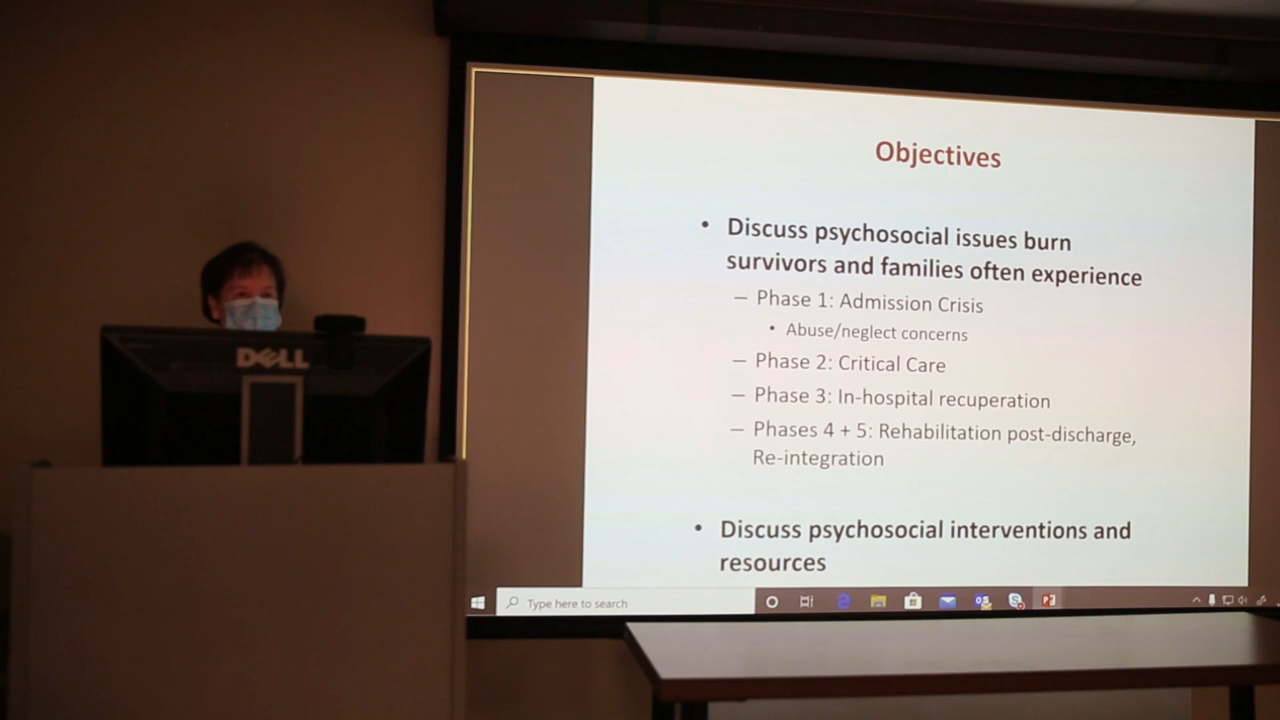 Objectives
• Discuss psychosocial issues burn
survivors and families often experience
– Phase 1: Admission Crisis
• Abuse/neglect concerns
– Phase 2: Critical Care
– Phase 3: In-hospital recuperation
– Phases 4 + 5: Rehabilitation post-discharge,
Re-integration
• Discuss psychosocial interventions and
resources
DELL
Type here to search